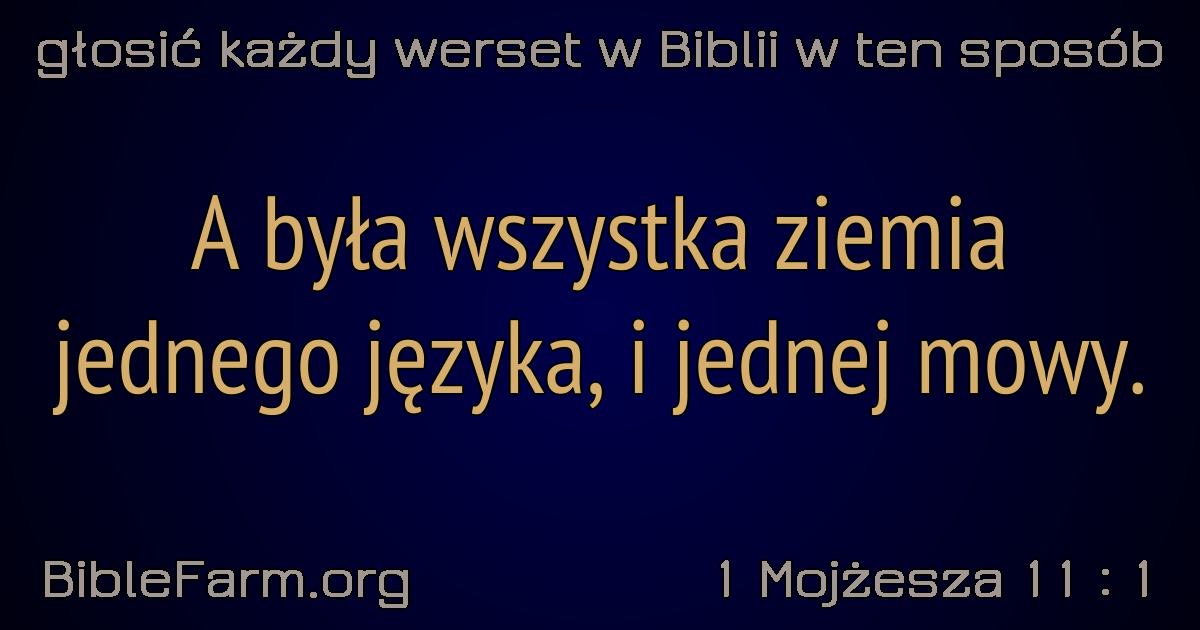 głosić każdy werset w Biblii w ten sposób
A była wszystka ziemia
jednego języka, i jednej mowy.
BibleFarm.org
1 Mojżesza 11 : 1